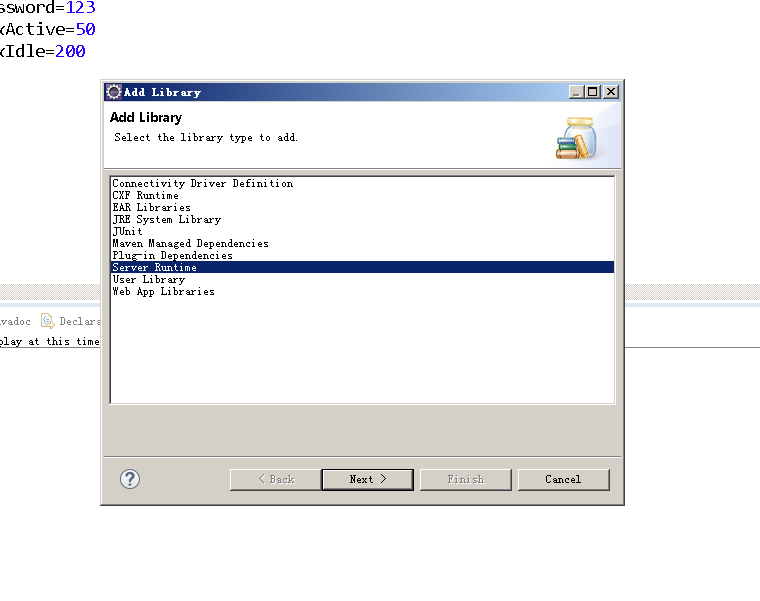 ssword=123
xActive=50
xIdle=200
Add Library
Add Library
Select the library type to add.
Connectivity Driver Definition
CXF Runtime
EAR Libraries
JRE System Library
JUnit
Maven Managed Dependencies
Plug-in Dependencies
Server Runtime
User Library
Web App Libraries
vadoc Declara
play at this time
?
< Back Next > Finish Cancel